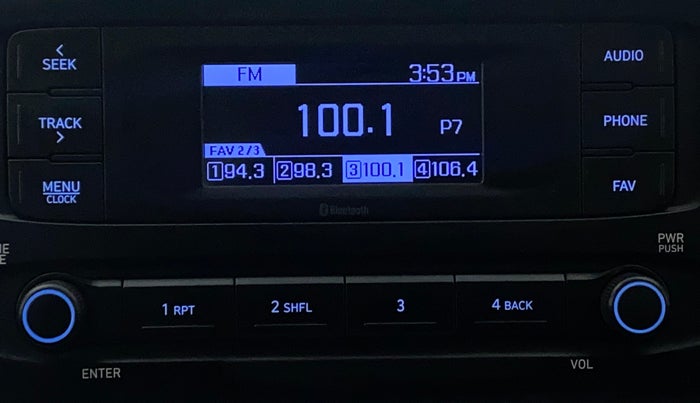 <
SEEK
AUDIO
FM 3:53PM
TRACK
>
100.1 P7
PHONE
FAV 2/3
1 94.3 2 98.3 3 100.1 4 106.4
MENU
CLOCK
FAV
Bluetooth
PWR
PUSH
1 RPT 2 SHFL 3 4 BACK
ENTER
VOL